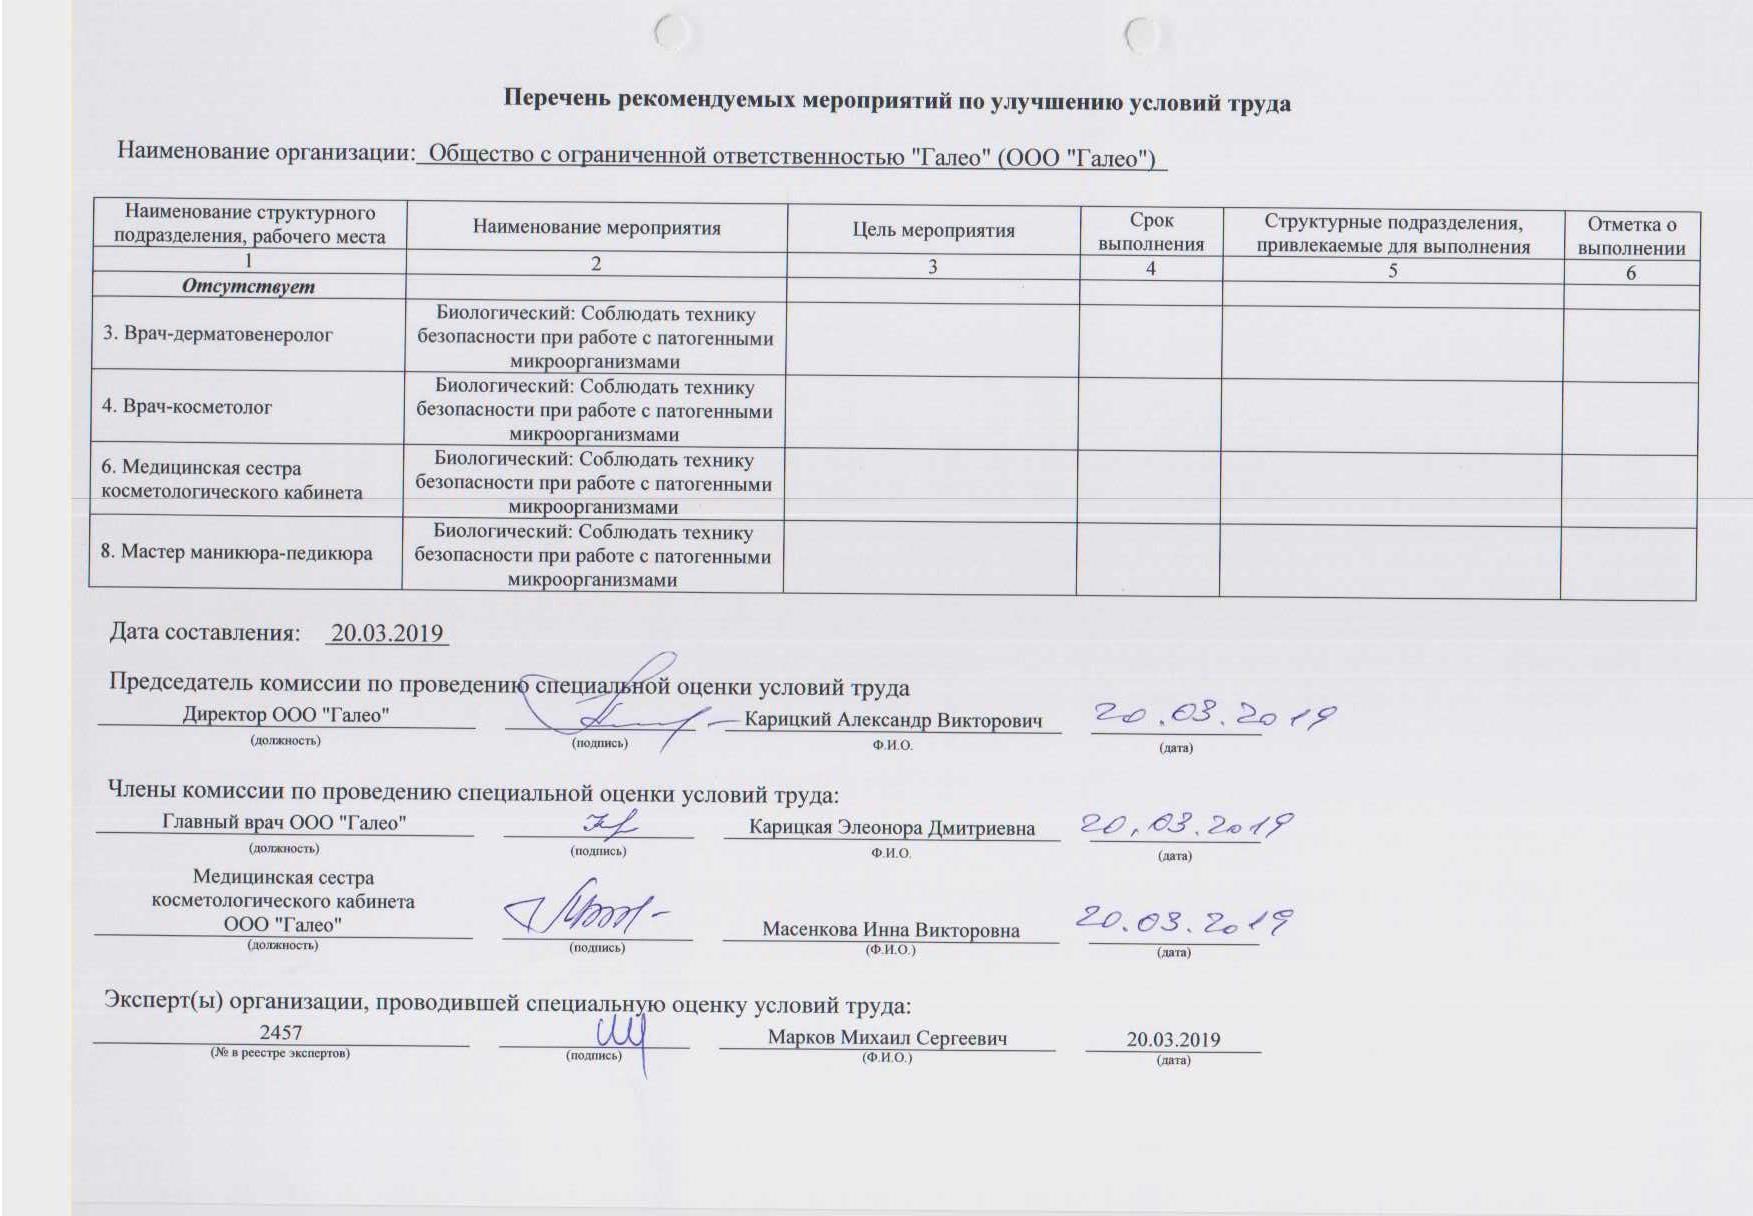 Перечень рекомендуемых мероприятий по улучшению условий труда
Наименование организации: Общество с ограниченной ответственностью "Галео" (ООО "Галео")
Наименование структурного подразделения, рабочего места
Наименование мероприятия
Цель мероприятия
Срок выполнения
Структурные подразделения, привлекаемые для выполнения
Отметка о выполнении
1 2 3 4 5 6
Отсутствует
3. Врач-дерматовенеролог
Биологический: Соблюдать технику
безопасности при работе с патогенными
микроорганизмами
4. Врач-косметолог
Биологический: Соблюдать технику
безопасности при работе с патогенными
микроорганизмами
6. Медицинская сестра
косметологического кабинета
Биологический: Соблюдать технику
безопасности при работе с патогенными
микроорганизмами
8. Мастер маникюра-педикюра
Биологический: Соблюдать технику
безопасности при работе с патогенными
микроорганизмами
Дата составления: 20.03.2019
Председатель комиссии по проведению специальной оценки условий труда
Директор ООО "Галео" Карицкий Александр Викторович 20.03.2019
(должность) (подпись) Ф.И.О. (дата)
Члены комиссии по проведению специальной оценки условий труда:
Главный врач ООО "Галео" Карицкая Элеонора Дмитриевна 20.03.2019
(должность) (подпись) Ф.И.О. (дата)
Медицинская сестра
косметологического кабинета
ООО "Галео" Масенкова Инна Викторовна 20.03.2019
(должность) (подпись) (Ф.И.О.) (дата)
Эксперт(ы) организации, проводившей специальную оценку условий труда:
2457 Марков Михаил Сергеевич 20.03.2019
(№ в реестре экспертов) (подпись) (Ф.И.О.) (дата)